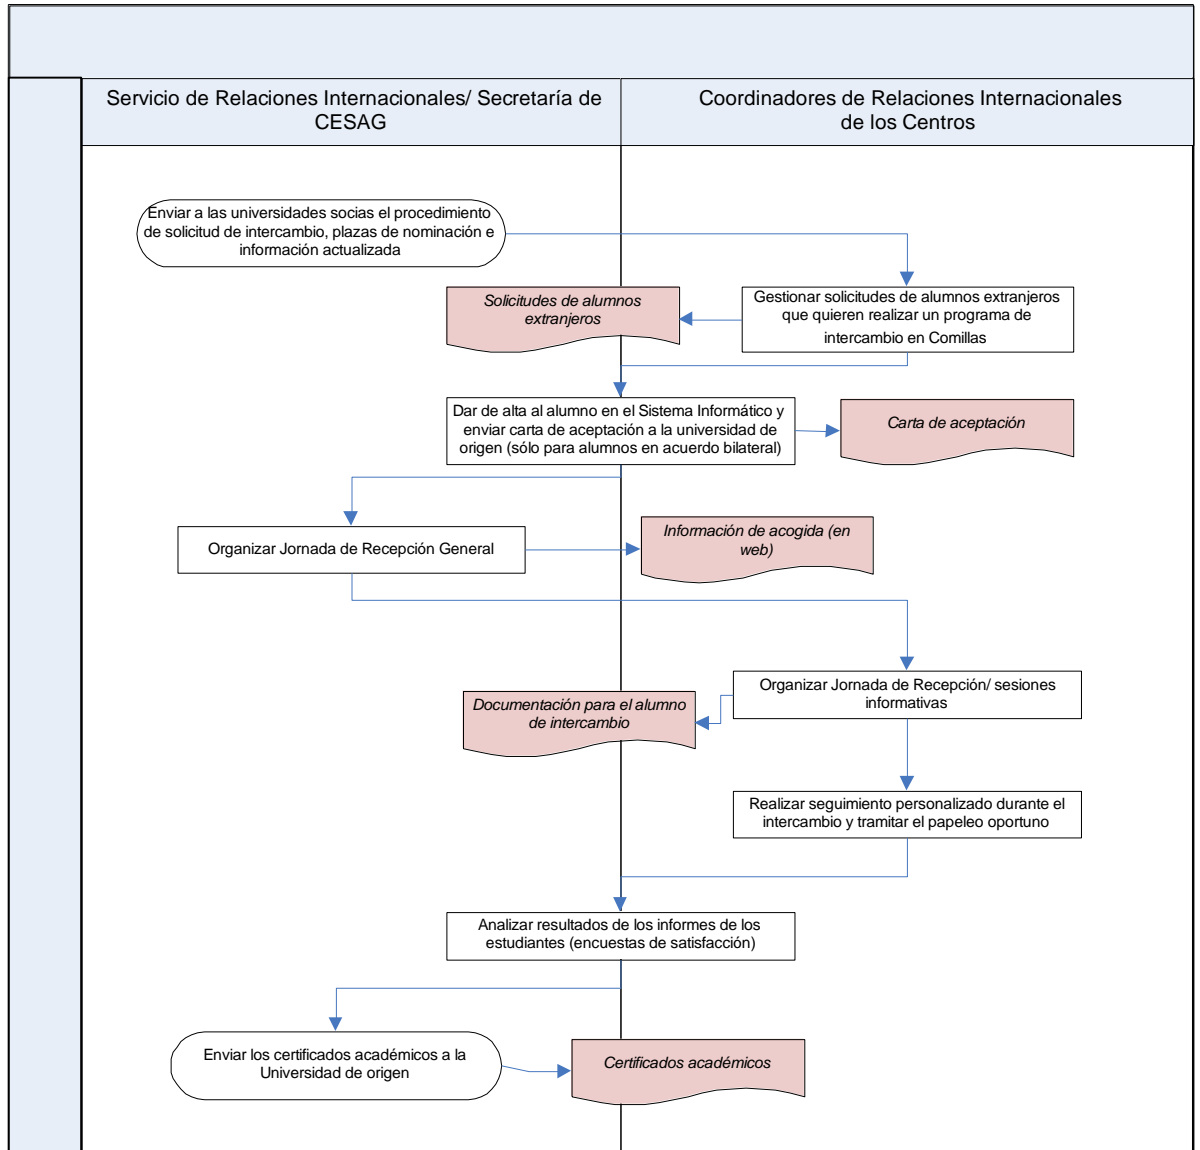 Servicio de Relaciones Internacionales/ Secretaría de
CESAG
Coordinadores de Relaciones Internacionales
de los Centros
Enviar a las universidades socias el procedimiento
de solicitud de intercambio, plazas de nominación e
información actualizada
Solicitudes de alumnos
extranjeros
Gestionar solicitudes de alumnos extranjeros
que quieren realizar un programa de
intercambio en Comillas
Dar de alta al alumno en el Sistema Informático y
enviar carta de aceptación a la universidad de
origen (sólo para alumnos en acuerdo bilateral)
Carta de aceptación
Organizar Jornada de Recepción General
Información de acogida (en
web)
Organizar Jornada de Recepción/ sesiones
informativas
Documentación para el alumno
de intercambio
Realizar seguimiento personalizado durante el
intercambio y tramitar el papeleo oportuno
Analizar resultados de los informes de los
estudiantes (encuestas de satisfacción)
Enviar los certificados académicos a la
Universidad de origen
Certificados académicos